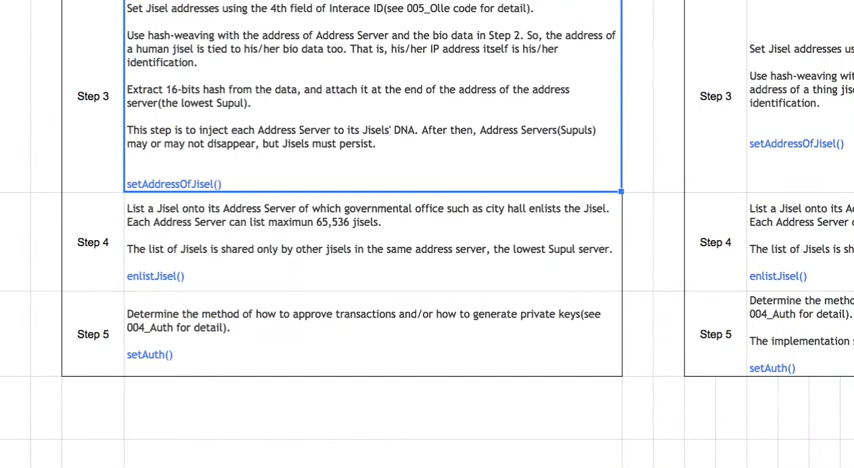 Set Jisel addresses using the 4th field of Interace ID(see 005_Olle code for detail).
Use hash-weaving with the address of Address Server and the bio data in Step 2. So, the address
of a human jisel is tied to his/her bio data too. That is, his/her IP address itself is his/her
identification.
Step 3
Extract 16-bits hash from the data, and attach it at the end of the address of the address
server(the lowest Supul).
This step is to inject each Address Server to its Jisels' DNA. After then, Address Servers(Supuls)
may or may not disappear, but Jisels must persist.
setAddressOfJisel()
List a Jisel onto its Address Server of which governmental office such as city hall enlists the Jisel.
Each Address Server can list maximun 65,536 jisels.
Step 4
The list of Jisels is shared only by other jisels in the same address server, the lowest Supul server.
enlistJisel()
Determine the method of how to approve transactions and/or how to generate private keys(see
004_Auth for detail).
Step 5
setAuth()
Set Jisel addresses us
Use hash-weaving wit
Step 3
address of a thing jise
identification.
setAddressOfJisel()
List a Jisel onto its A
Each Address Server c
Step 4
The list of Jisels is sh
enlistJisel()
Determine the metho
004_Auth for detail).
Step 5
The implementation
setAuth()